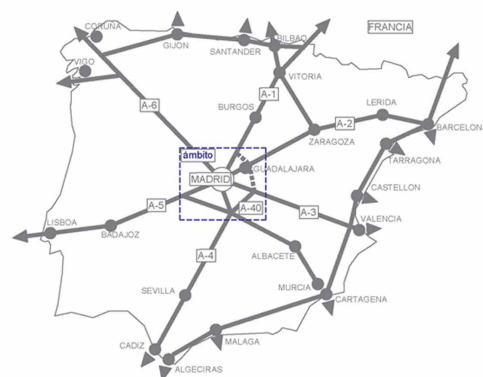 CORUÑA
GIJÓN
SANTANDER
BILBAO
FRANCIA
VIGO
VITORIA
A-6
A-1
BURGOS
LERIDA
A-2
BARCELONA
ZARAGOZA
TARRAGONA
ámbito
GUADALAJARA
MADRID
CASTELLON
A-5
A-40
A-3
LISBOA
VALENCIA
BADAJOZ
A-4
ALBACETE
SEVILLA
MURCIA
CARTAGENA
CADIZ
MALAGA
ALGECIRAS